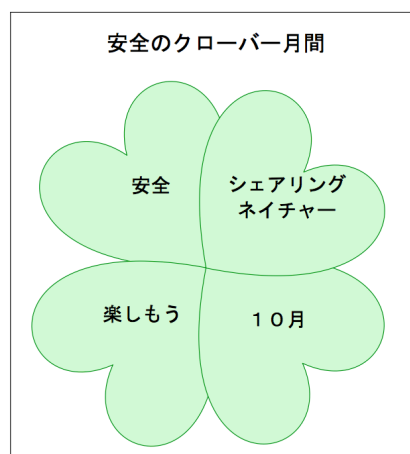 安全のクローバー月間
安全
シェアリング
ネイチャー
楽しもう
１０月